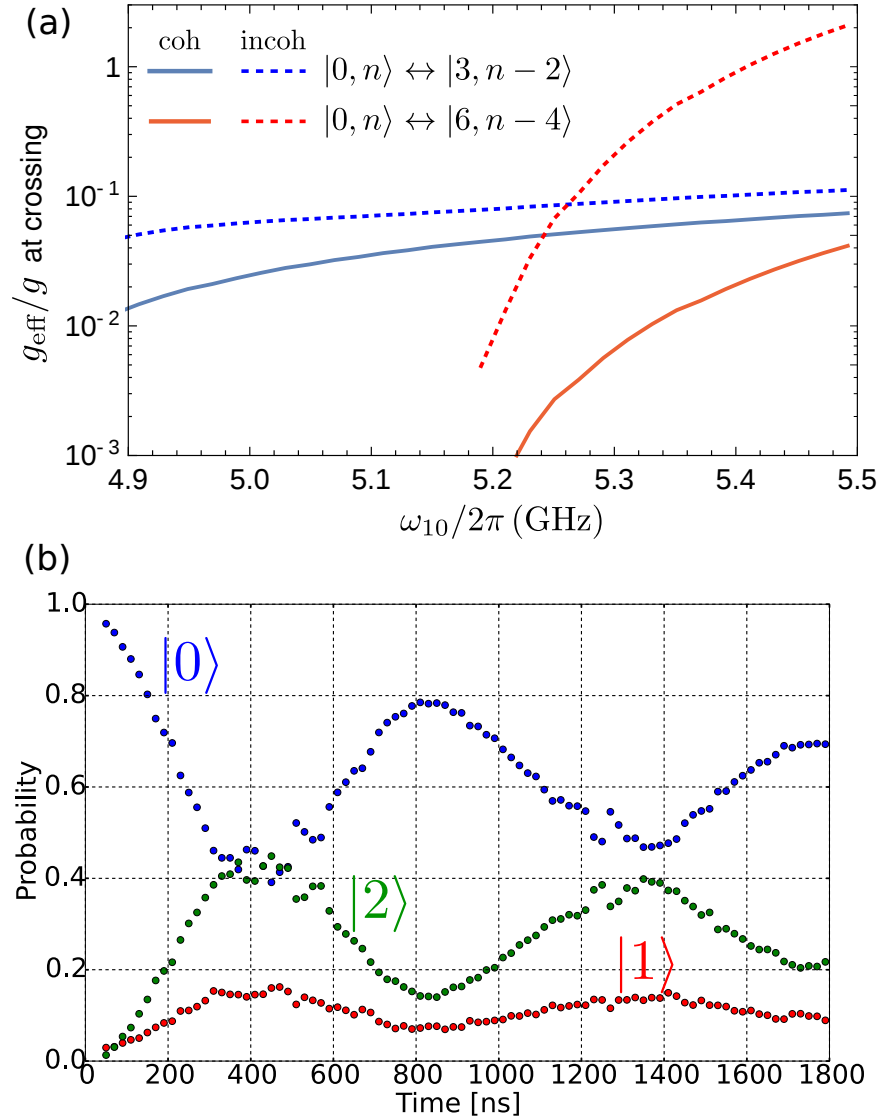 (a)
coh incoh
|0, n⟩ ↔ |3, n − 2⟩
|0, n⟩ ↔ |6, n − 4⟩
g_eff/g at crossing
1
10^-1
10^-2
10^-3
4.9 5.0 5.1 5.2 5.3 5.4 5.5
ω_10/2π (GHz)
(b)
Probability
1.0
0.8
0.6
0.4
0.2
0.0
|0⟩
|2⟩
|1⟩
0 200 400 600 800 1000 1200 1400 1600 1800
Time [ns]